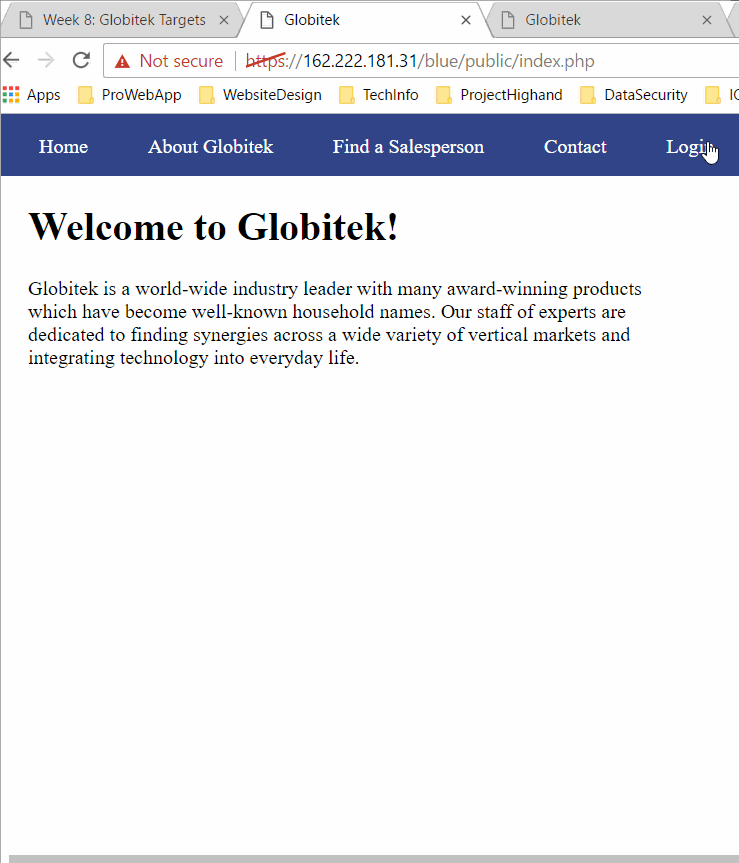 Week 8: Globitek Targets
Globitek
Globitek
Not secure
https://162.222.181.31/blue/public/index.php
Apps
ProWebApp
WebsiteDesign
TechInfo
ProjectHighand
DataSecurity
Home
About Globitek
Find a Salesperson
Contact
Login
Welcome to Globitek!
Globitek is a world-wide industry leader with many award-winning products
which have become well-known household names. Our staff of experts are
dedicated to finding synergies across a wide variety of vertical markets and
integrating technology into everyday life.